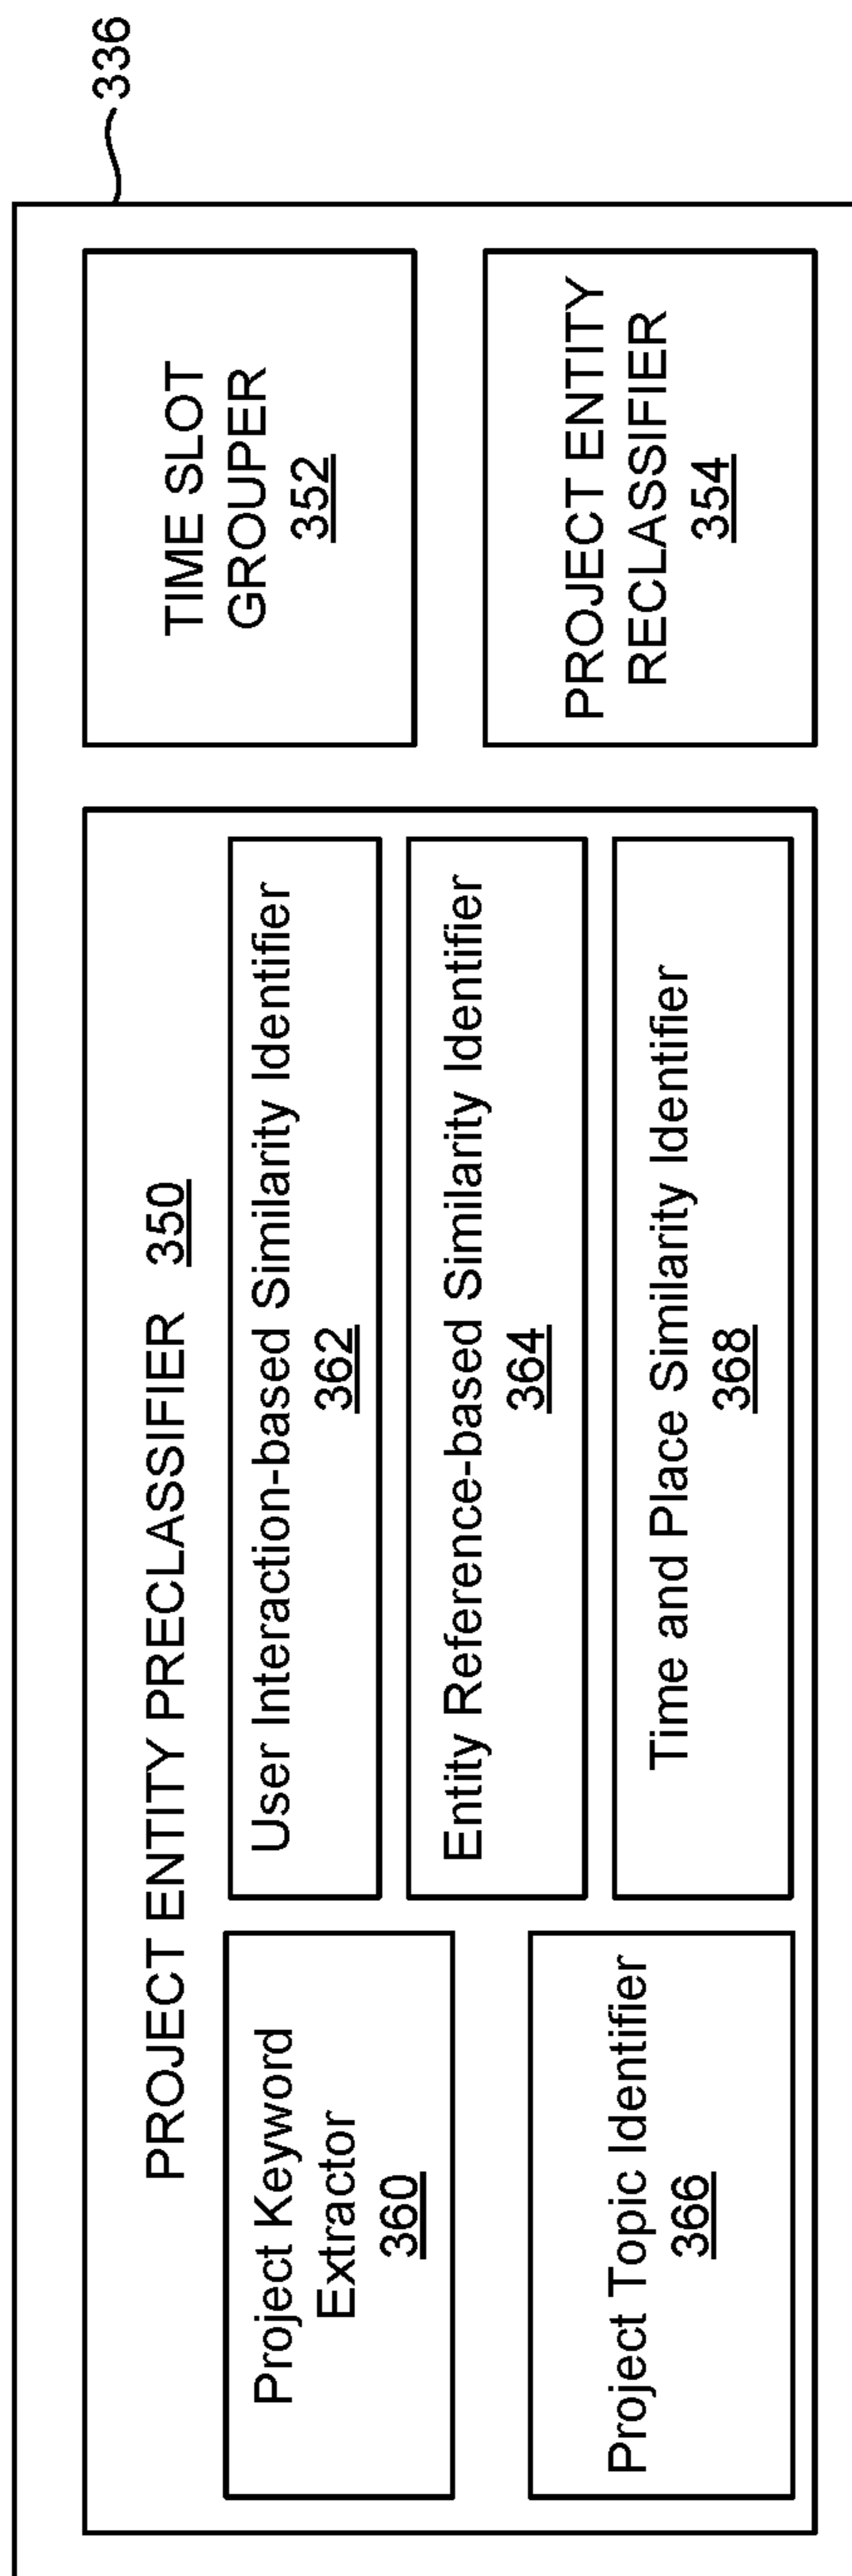 336
PROJECT ENTITY PRECLASSIFIER 350
Project Keyword
Extractor
360
Project Topic Identifier
366
User Interaction-based Similarity Identifier
362
Entity Reference-based Similarity Identifier
364
Time and Place Similarity Identifier
368
TIME SLOT
GROUPER
352
PROJECT ENTITY
RECLASSIFIER
354